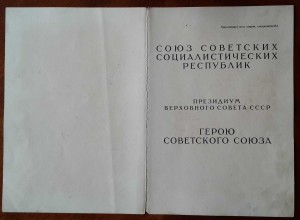 СОЮЗ СОВЕТСКИХ
СОЦИАЛИСТИЧЕСКИХ
РЕСПУБЛИК
ПРЕЗИДИУМ
ВЕРХОВНОГО СОВЕТА СССР
ГЕРОЮ
СОВЕТСКОГО СОЮЗА